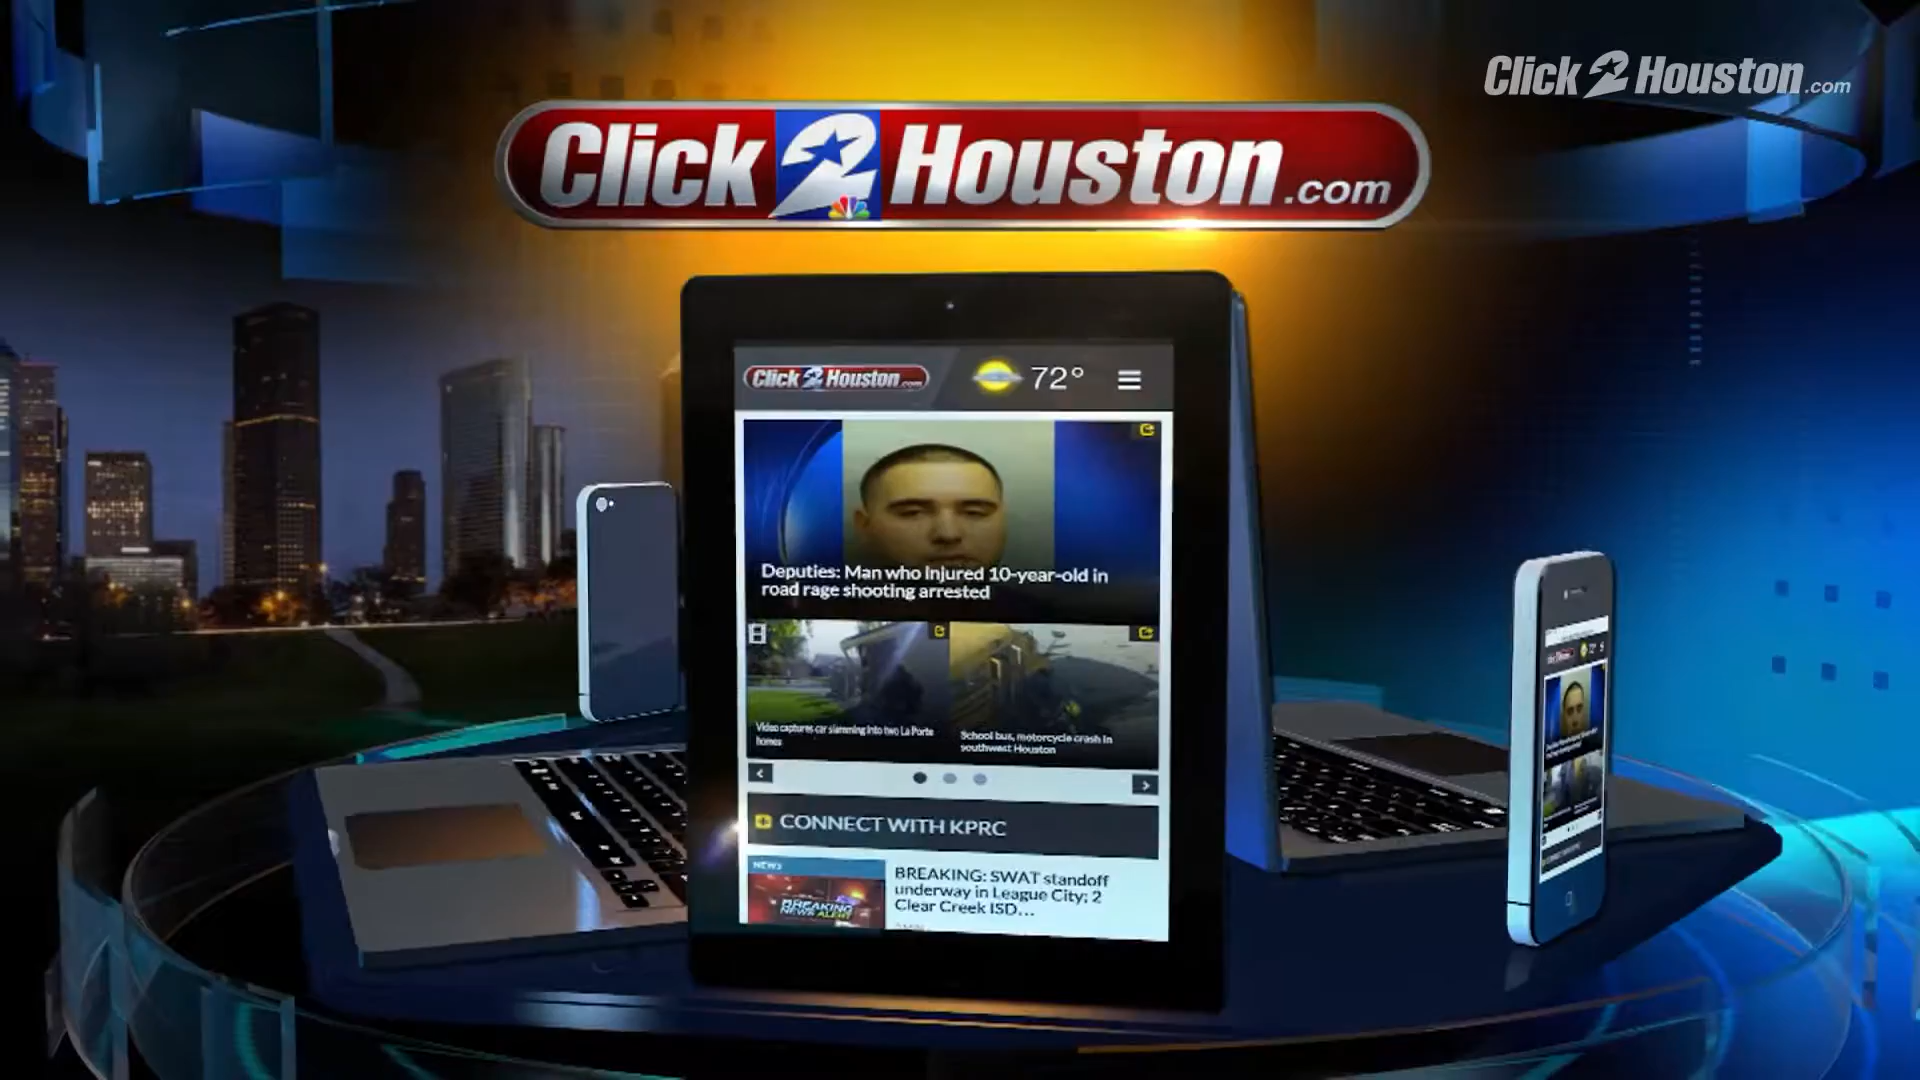 Click2Houston.com
Click2Houston.com
Click2Houston.com
72°
Deputies: Man who injured 10-year-old in
road rage shooting arrested
Video captures car slamming into two La Porte
homes
School bus, motorcycle crash in
southwest Houston
CONNECT WITH KPRC
NEWS
BREAKING
NEWS ALERT
BREAKING: SWAT standoff
underway in League City; 2
Clear Creek ISD...